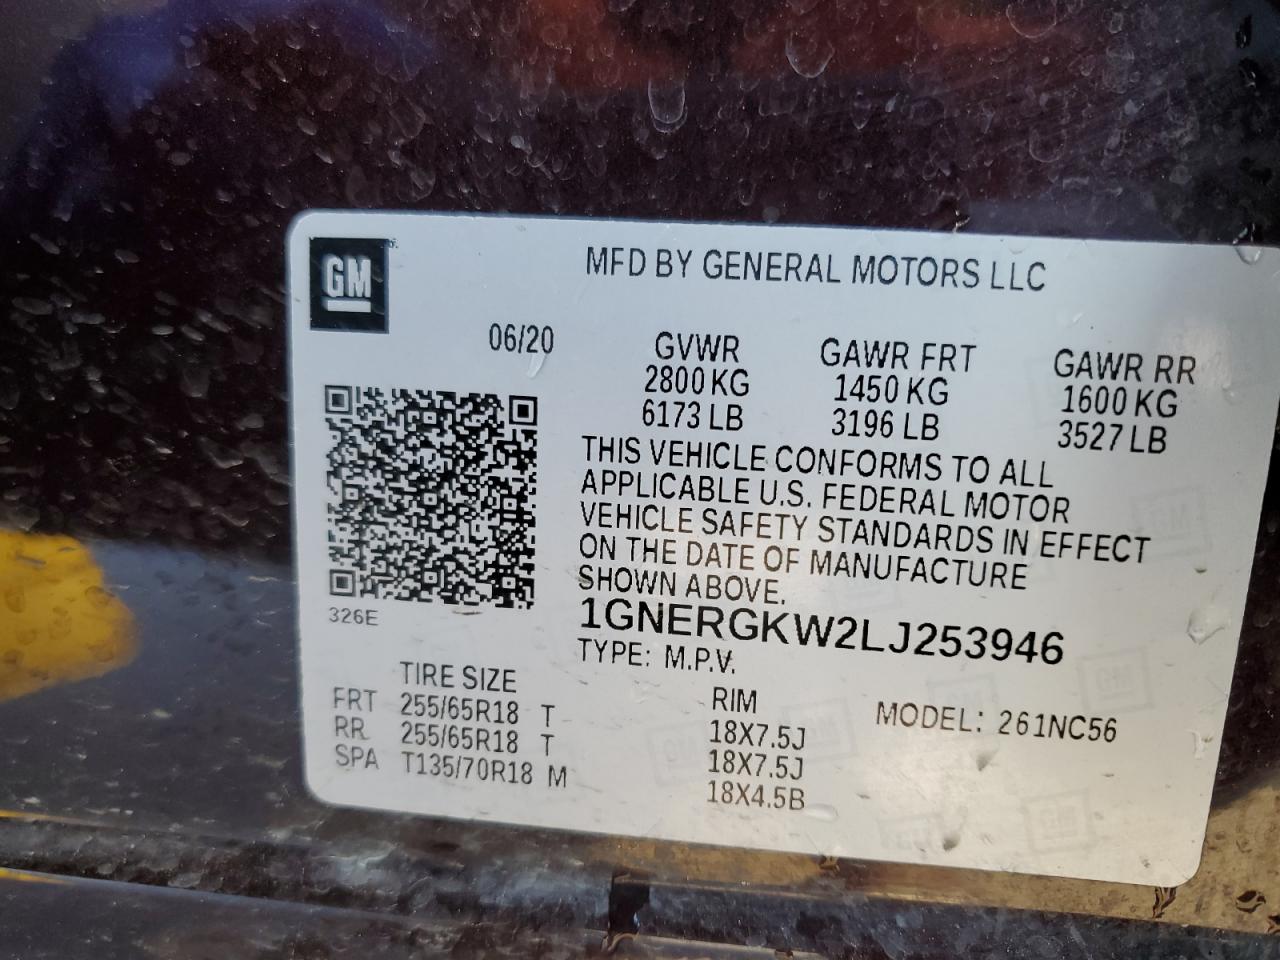 GM
MFD BY GENERAL MOTORS LLC
06/20 GVWR GAWR FRT GAWR RR
2800 KG 1450 KG 1600 KG
6173 LB 3196 LB 3527 LB
THIS VEHICLE CONFORMS TO ALL
APPLICABLE U.S. FEDERAL MOTOR
VEHICLE SAFETY STANDARDS IN EFFECT
ON THE DATE OF MANUFACTURE
SHOWN ABOVE.
326E
1GNERGKW2LJ253946
TYPE: M.P.V.
TIRE SIZE RIM MODEL: 261NC56
FRT 255/65R18 T 18X7.5J
RR 255/65R18 T 18X7.5J
SPA T135/70R18 M 18X4.5B